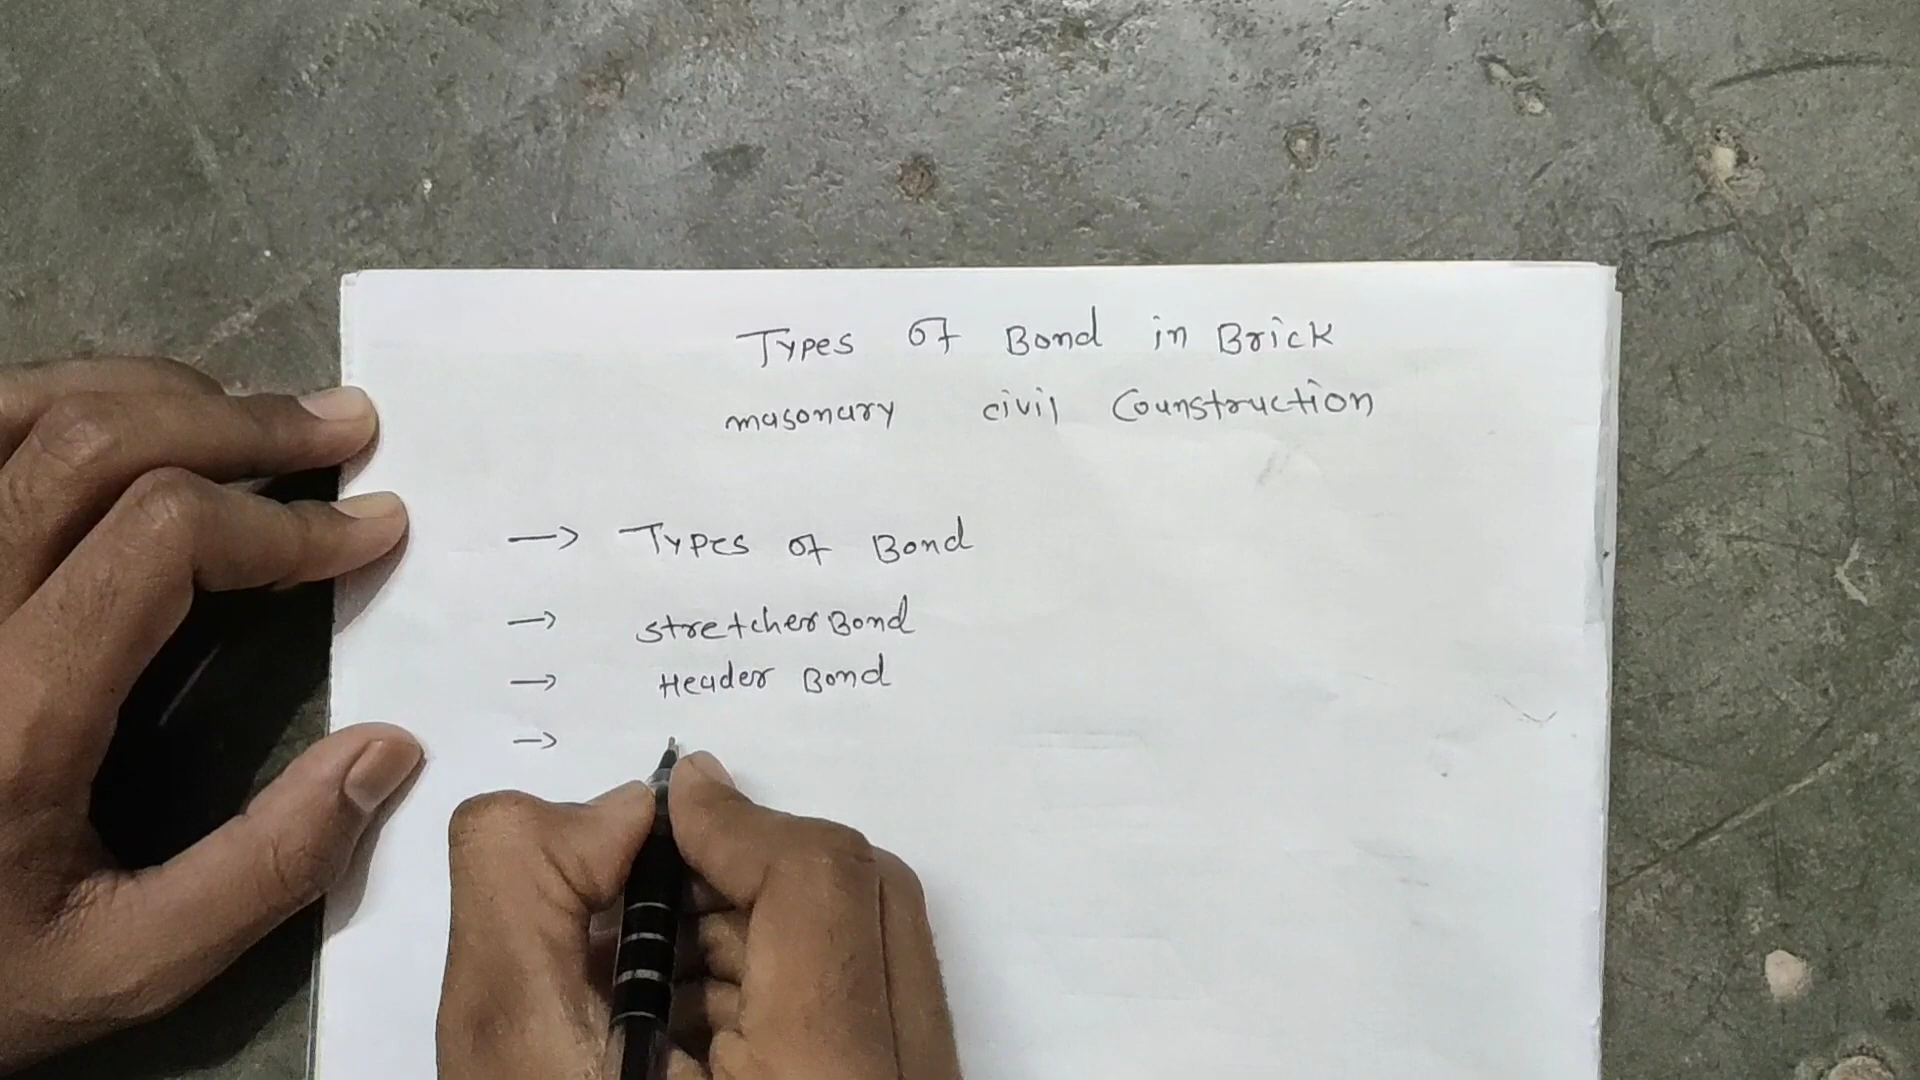 Types of Bond in Brick
masonary civil Counstruction
→ Types of Bond
→ stretcher Bond
→ Header Bond
→